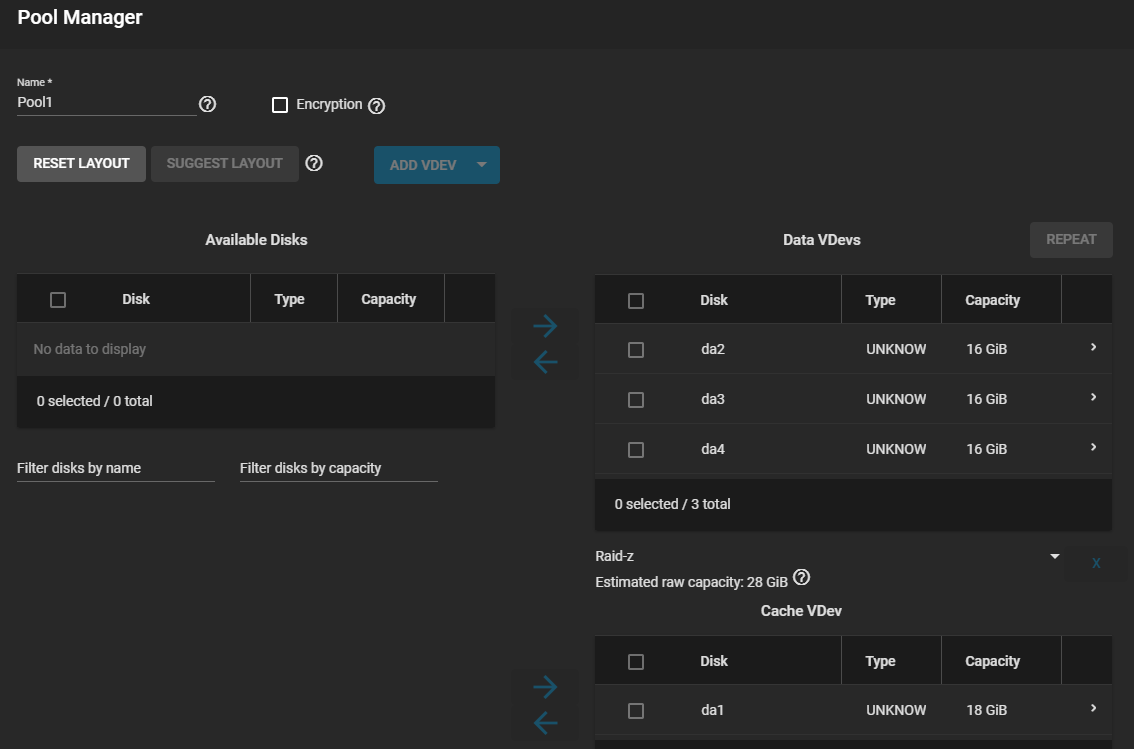 Pool Manager
Name *
Pool1
Encryption
RESET LAYOUT SUGGEST LAYOUT ADD VDEV
Available Disks
Disk Type Capacity
No data to display
0 selected / 0 total
Filter disks by name Filter disks by capacity
Data VDevs REPEAT
Disk Type Capacity
da2 UNKNOW 16 GiB
da3 UNKNOW 16 GiB
da4 UNKNOW 16 GiB
0 selected / 3 total
Raid-z X
Estimated raw capacity: 28 GiB
Cache VDev
Disk Type Capacity
da1 UNKNOW 18 GiB